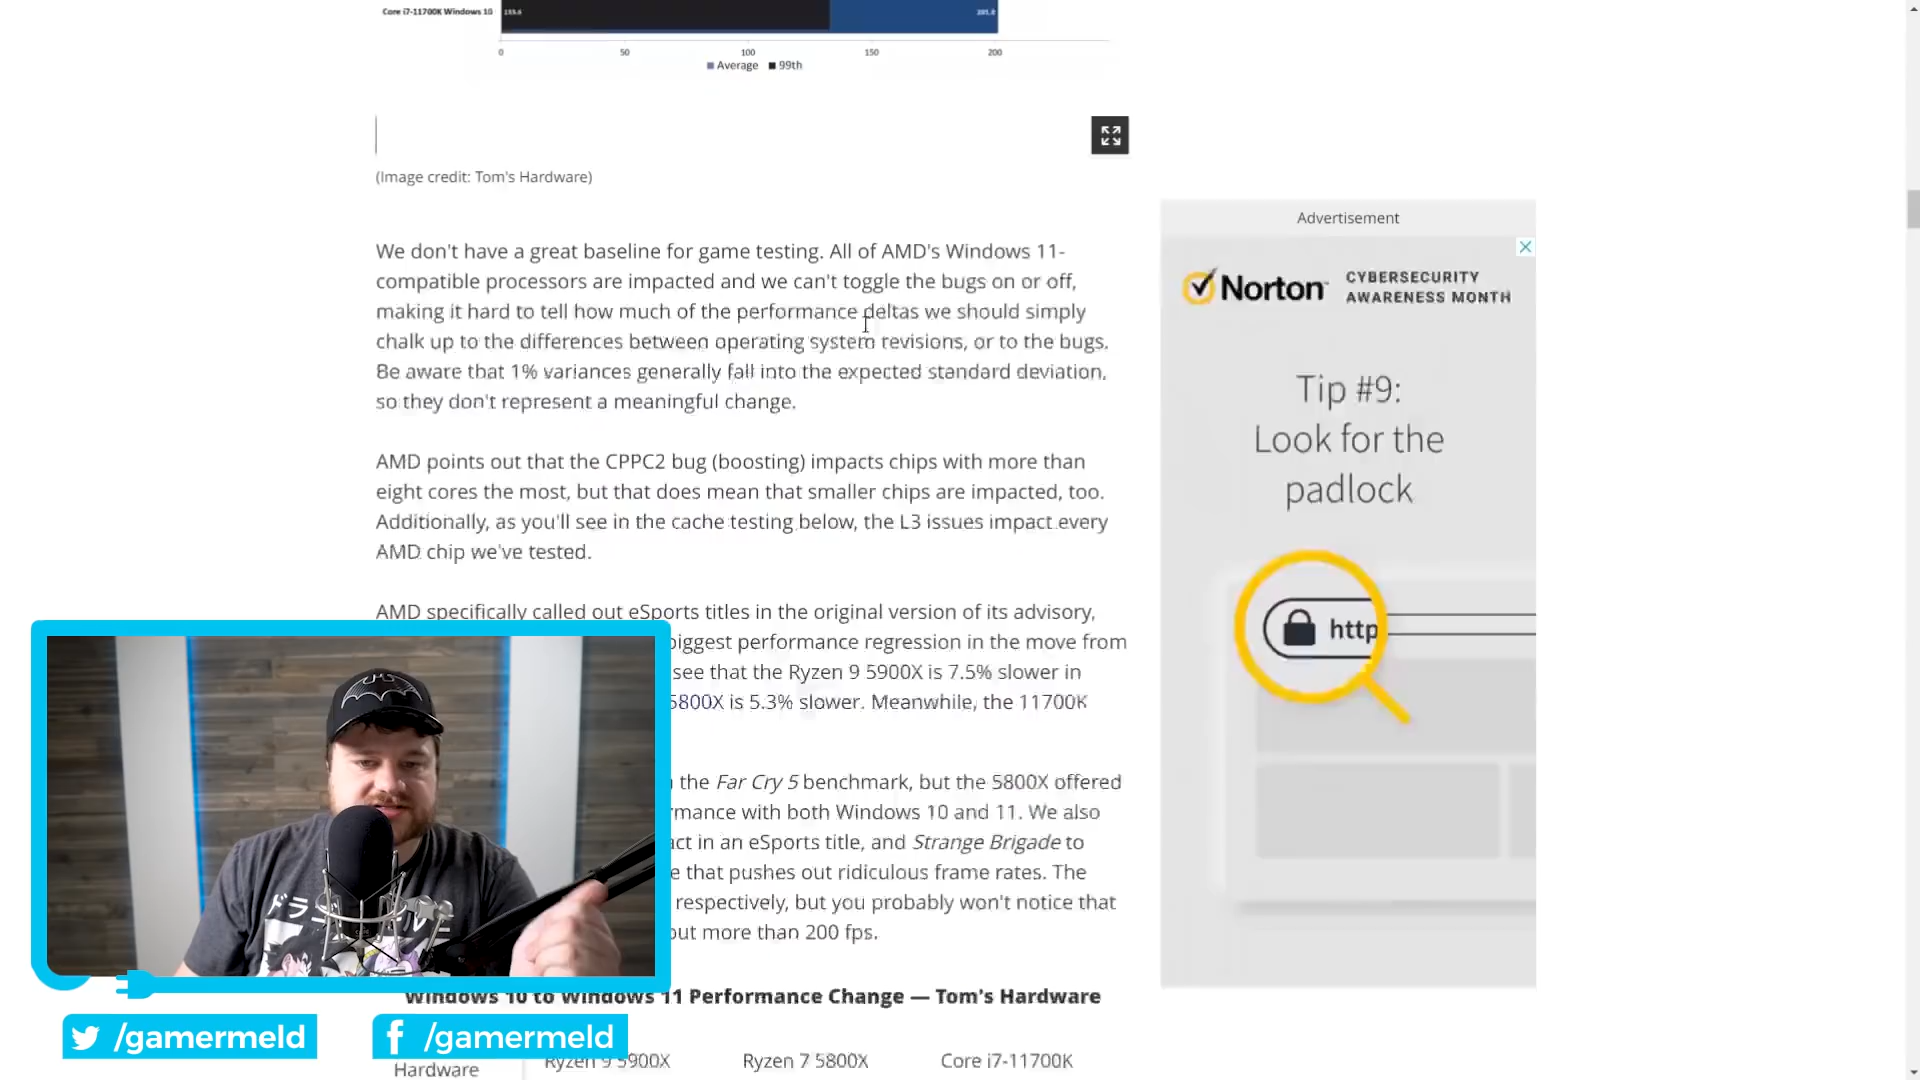 Core i7-11700K Windows 10
133.6
201.0
0
50
100
150
200
Average
99th
(Image credit: Tom's Hardware)
We don't have a great baseline for game testing. All of AMD's Windows 11-
compatible processors are impacted and we can't toggle the bugs on or off,
making it hard to tell how much of the performance deltas we should simply
chalk up to the differences between operating system revisions, or to the bugs.
Be aware that 1% variances generally fall into the expected standard deviation,
so they don't represent a meaningful change.
AMD points out that the CPPC2 bug (boosting) impacts chips with more than
eight cores the most, but that does mean that smaller chips are impacted, too.
Additionally, as you'll see in the cache testing below, the L3 issues impact every
AMD chip we've tested.
AMD specifically called out eSports titles in the original version of its advisory,
iggest performance regression in the move from
see that the Ryzen 9 5900X is 7.5% slower in
5800X is 5.3% slower. Meanwhile, the 11700K
the Far Cry 5 benchmark, but the 5800X offered
rmance with both Windows 10 and 11. We also
act in an eSports title, and Strange Brigade to
e that pushes out ridiculous frame rates. The
respectively, but you probably won't notice that
out more than 200 fps.
Windows 10 to Windows 11 Performance Change — Tom's Hardware
Hardware
Ryzen 9 5900X
Ryzen 7 5800X
Core i7-11700K
Advertisement
Norton
CYBERSECURITY
AWARENESS MONTH
Tip #9:
Look for the
padlock
http
ドラ
/gamermeld
/gamermeld